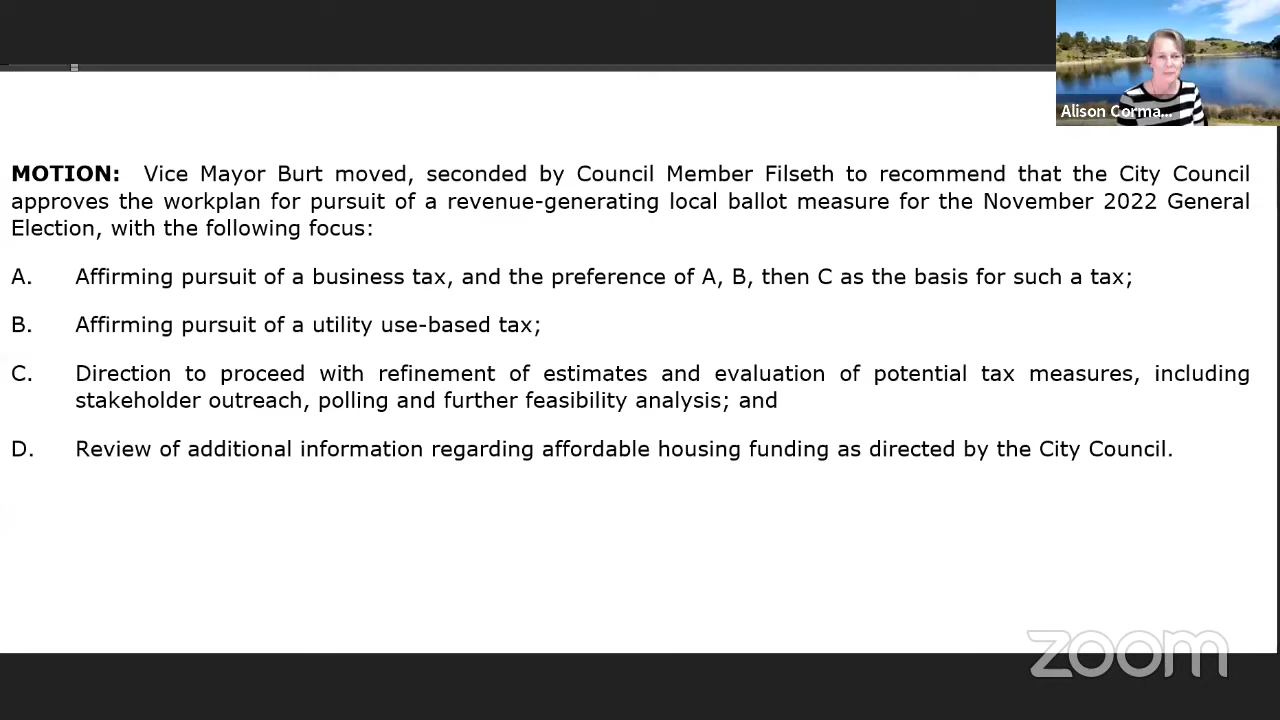 Alison Corma...
MOTION: Vice Mayor Burt moved, seconded by Council Member Filseth to recommend that the City Council
approves the workplan for pursuit of a revenue-generating local ballot measure for the November 2022 General
Election, with the following focus:
A. Affirming pursuit of a business tax, and the preference of A, B, then C as the basis for such a tax;
B. Affirming pursuit of a utility use-based tax;
C. Direction to proceed with refinement of estimates and evaluation of potential tax measures, including
stakeholder outreach, polling and further feasibility analysis; and
D. Review of additional information regarding affordable housing funding as directed by the City Council.
zoom